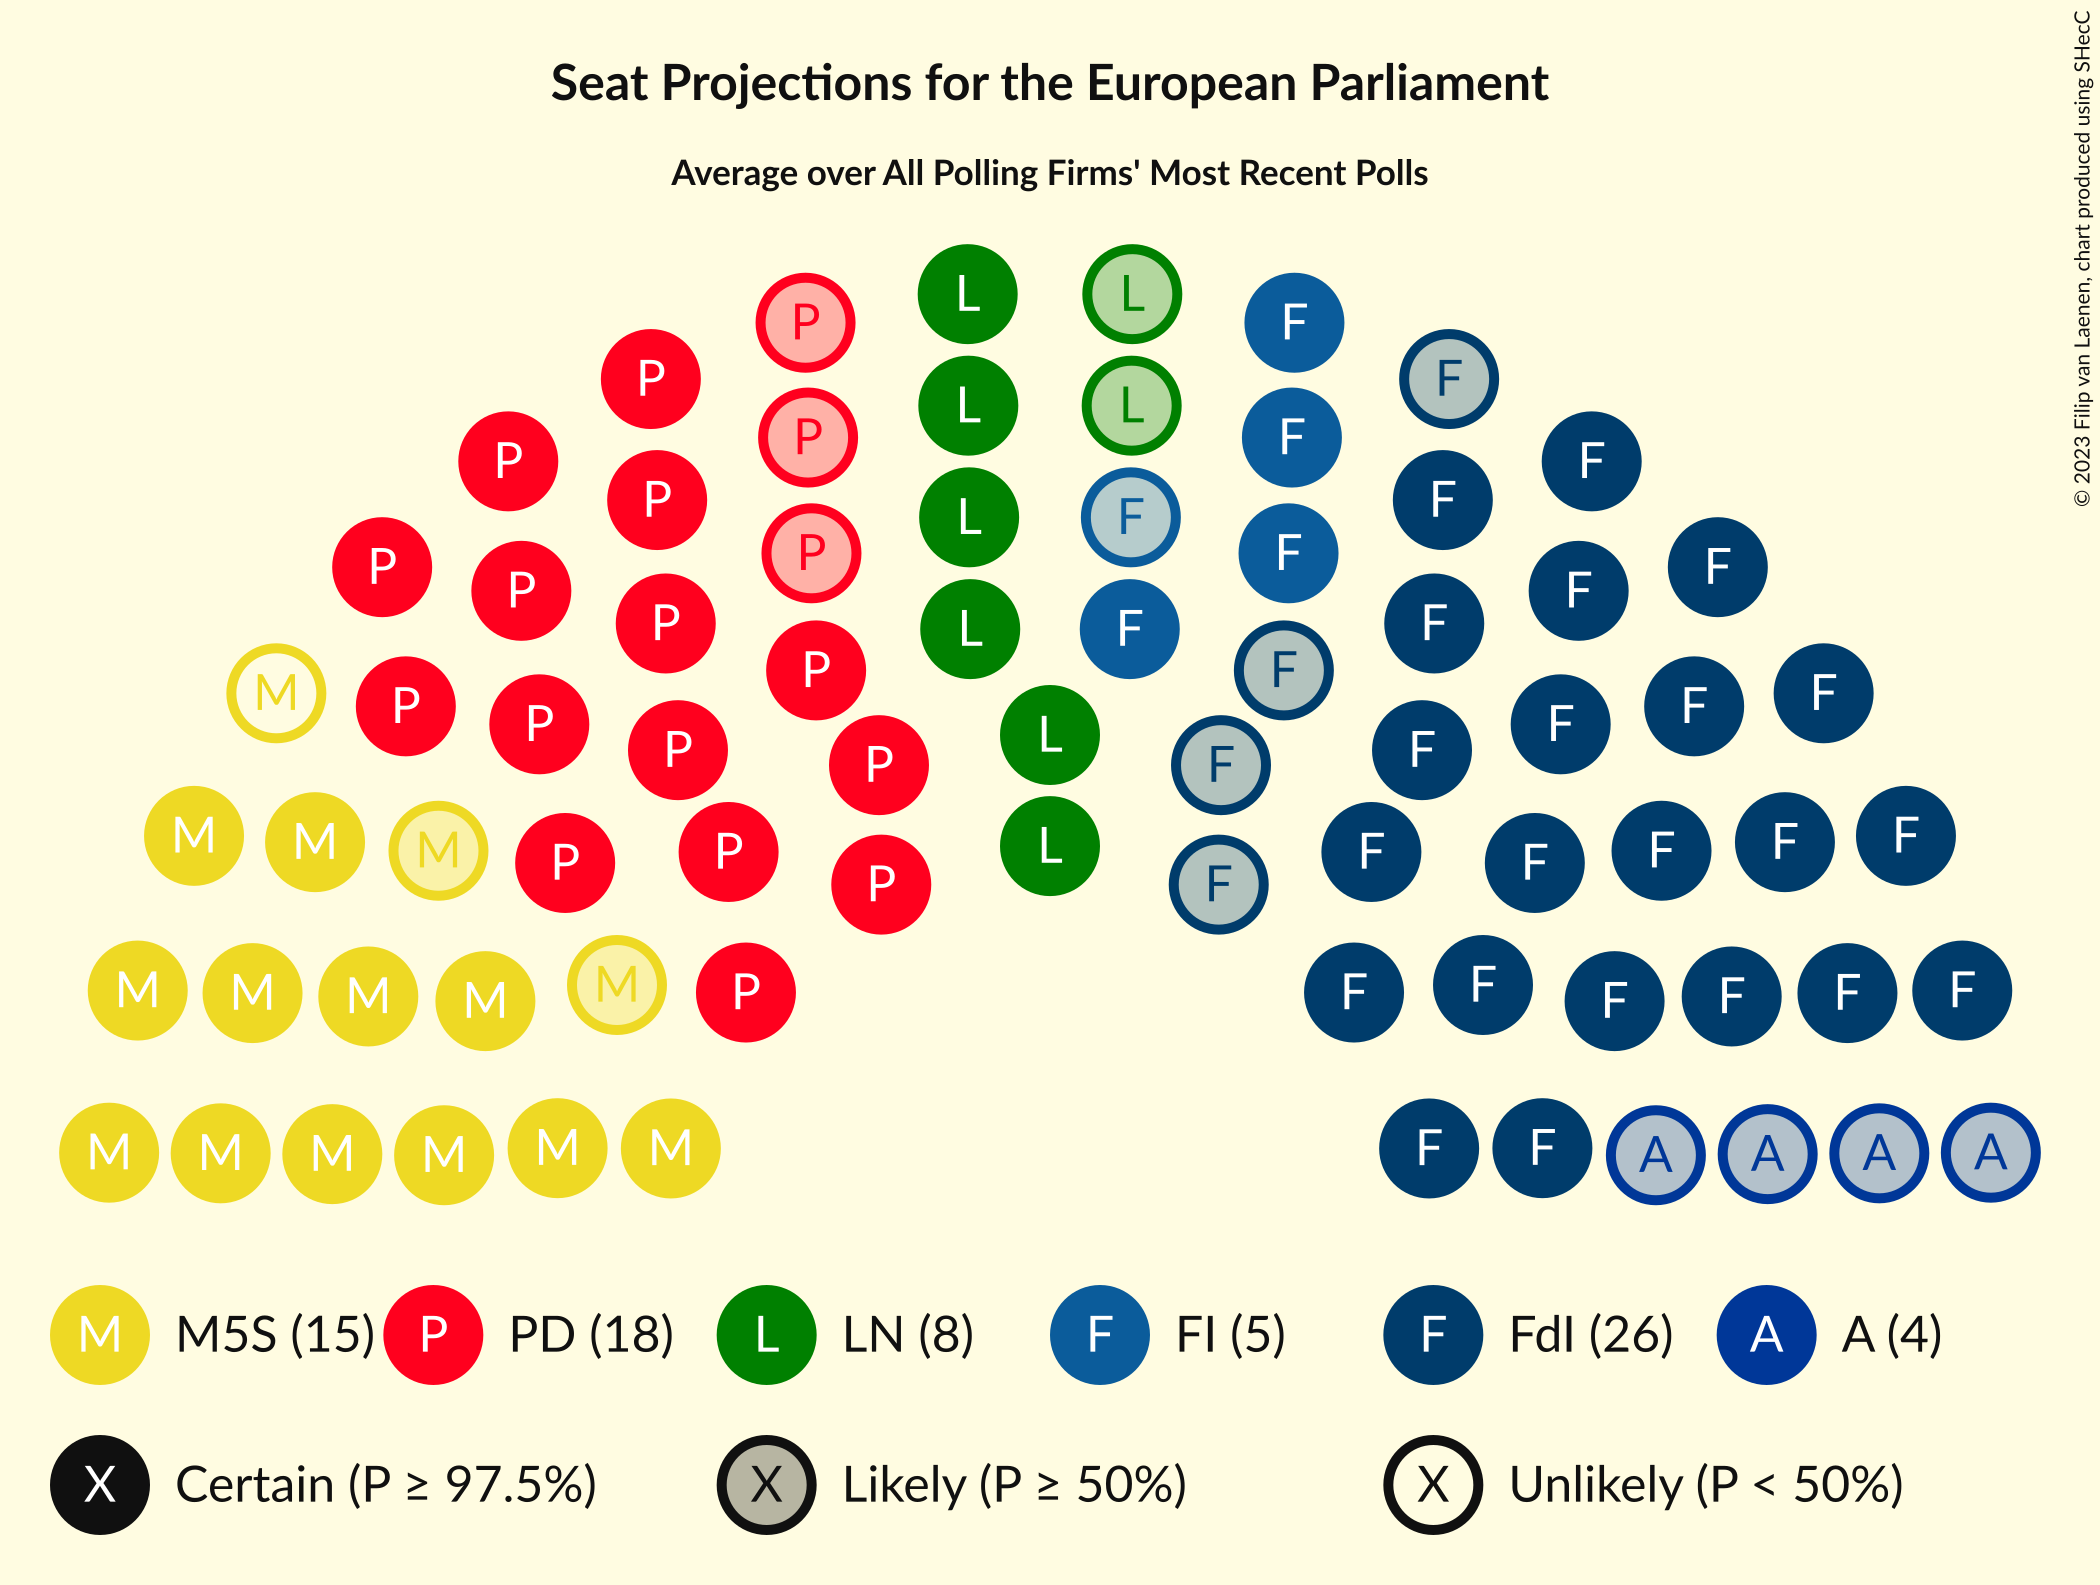 Seat Projections for the European Parliament
Average over All Polling Firms' Most Recent Polls
© 2023 Filip van Laenen, chart produced using SHecC
L L
P F
P F
L L
P F
P F
P F
L F
P F
P F
P F
P F
P F
L F
P F
P F
M F
P F
P F
L
P F
P F
M F
M F
L
M F
P F
P F
P F
M M F F
M M F F
M P F F
M F
M M M M M M F F A A A A
M M5S (15) P PD (18) L LN (8) F FI (5) F FdI (26) A A (4)
X Certain (P ≥ 97.5%) X Likely (P ≥ 50%) X Unlikely (P < 50%)